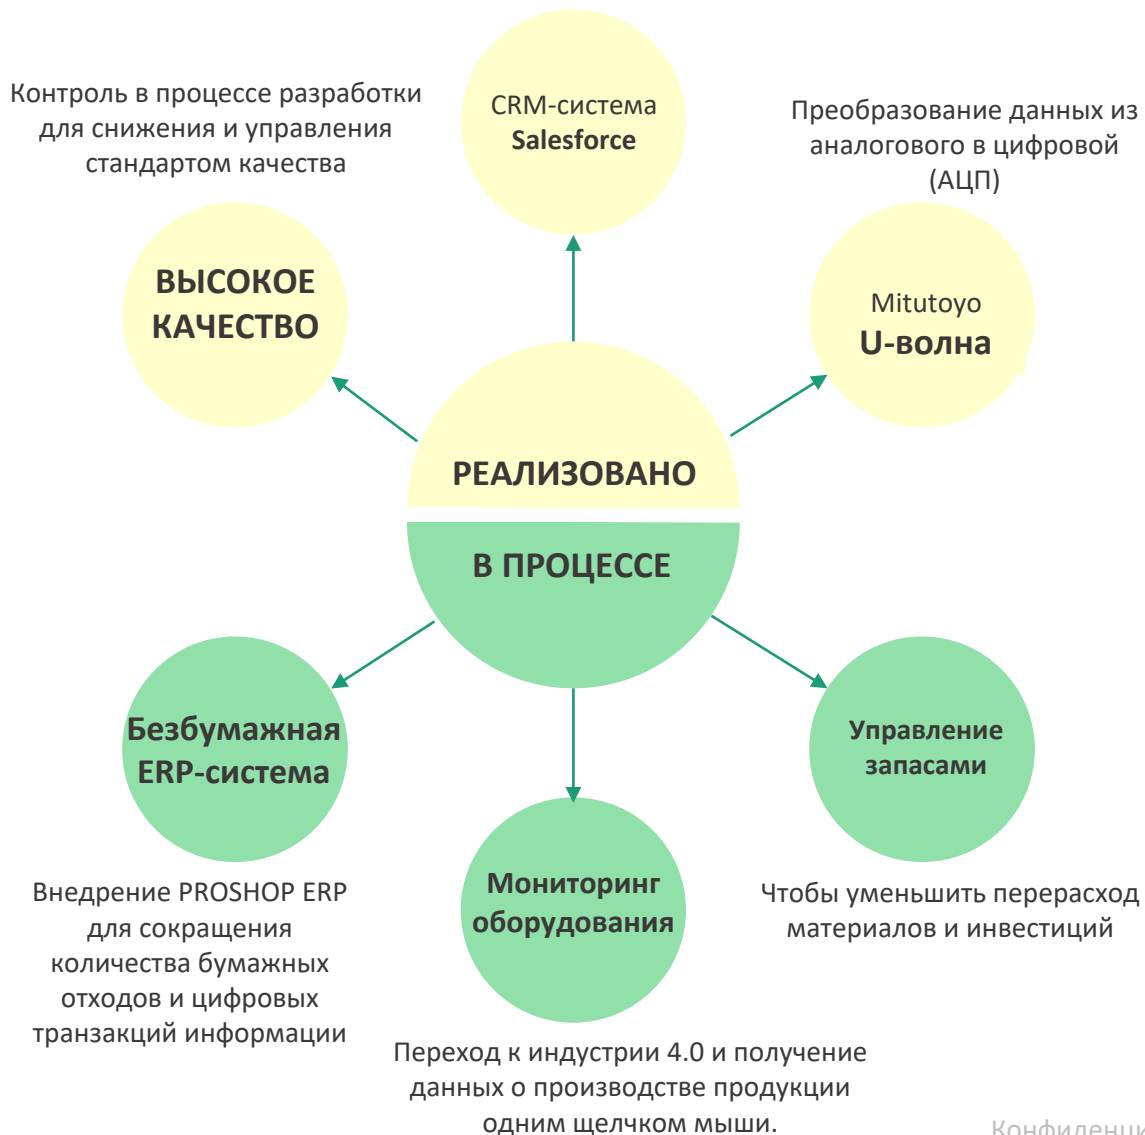 Контроль в процессе разработки
для снижения и управления
стандартом качества
CRM-система
Salesforce
Преобразование данных из
аналогового в цифровой
(АЦП)
ВЫСОКОЕ
КАЧЕСТВО
Mitutoyo
U-волна
РЕАЛИЗОВАНО
В ПРОЦЕССЕ
Безбумажная
ERP-система
Управление
запасами
Мониторинг
оборудования
Внедрение PROSHOP ERP
для сокращения
количества бумажных
отходов и цифровых
транзакций информации
Чтобы уменьшить перерасход
материалов и инвестиций
Переход к индустрии 4.0 и получение
данных о производстве продукции
одним щелчком мыши.